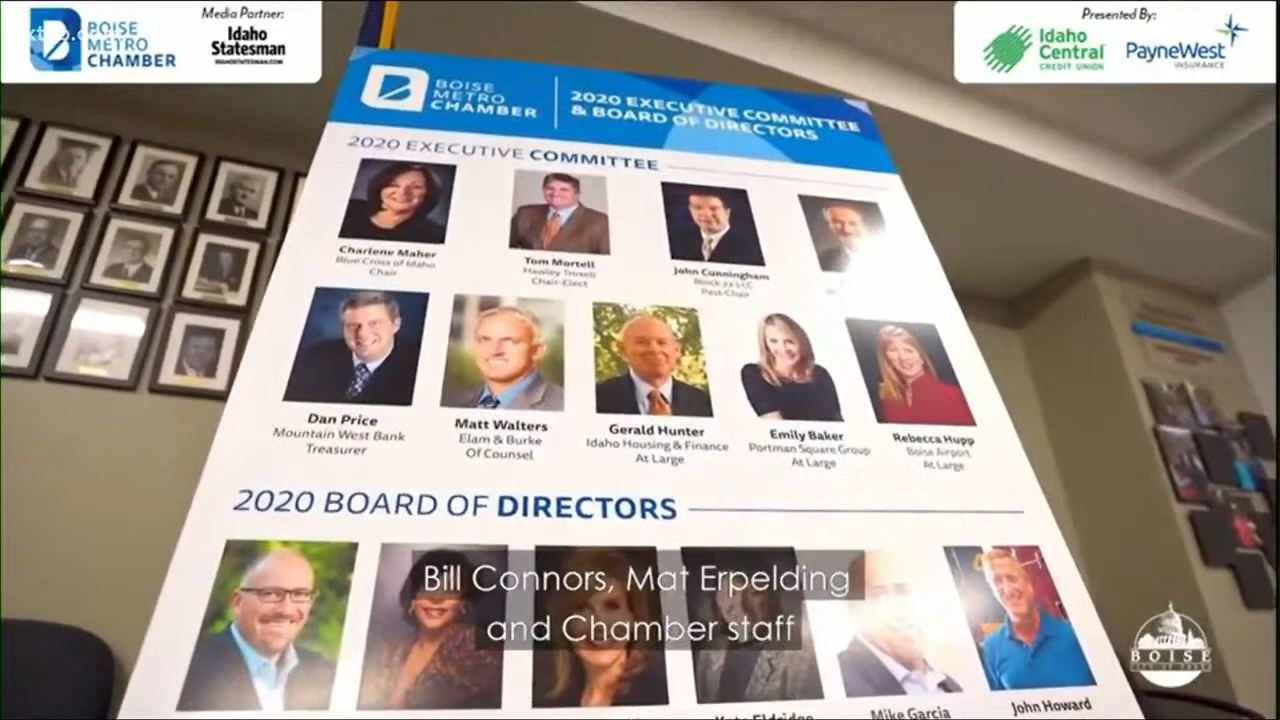 BOISE
METRO
CHAMBER
Media Partner:
Idaho
Statesman
IDAHOSTATESMAN.COM
Presented By:
Idaho
Central
CREDIT UNION
PayneWest
INSURANCE
BOISE
METRO
CHAMBER
2020 EXECUTIVE COMMITTEE
& BOARD OF DIRECTORS
2020 EXECUTIVE COMMITTEE
Charlene Maher
Blue Cross of Idaho
Chair
Tom Mortell
Hawley Troxell
Chair-Elect
John Cunningham
Block 22 LLC
Past-Chair
Dan Price
Mountain West Bank
Treasurer
Matt Walters
Elam & Burke
Of Counsel
Gerald Hunter
Idaho Housing & Finance
At Large
Emily Baker
Portman Square Group
At Large
Rebecca Hupp
Boise Airport
At Large
2020 BOARD OF DIRECTORS
Bill Connors, Mat Erpelding
and Chamber staff
Mike Garcia
John Howard
BOISE